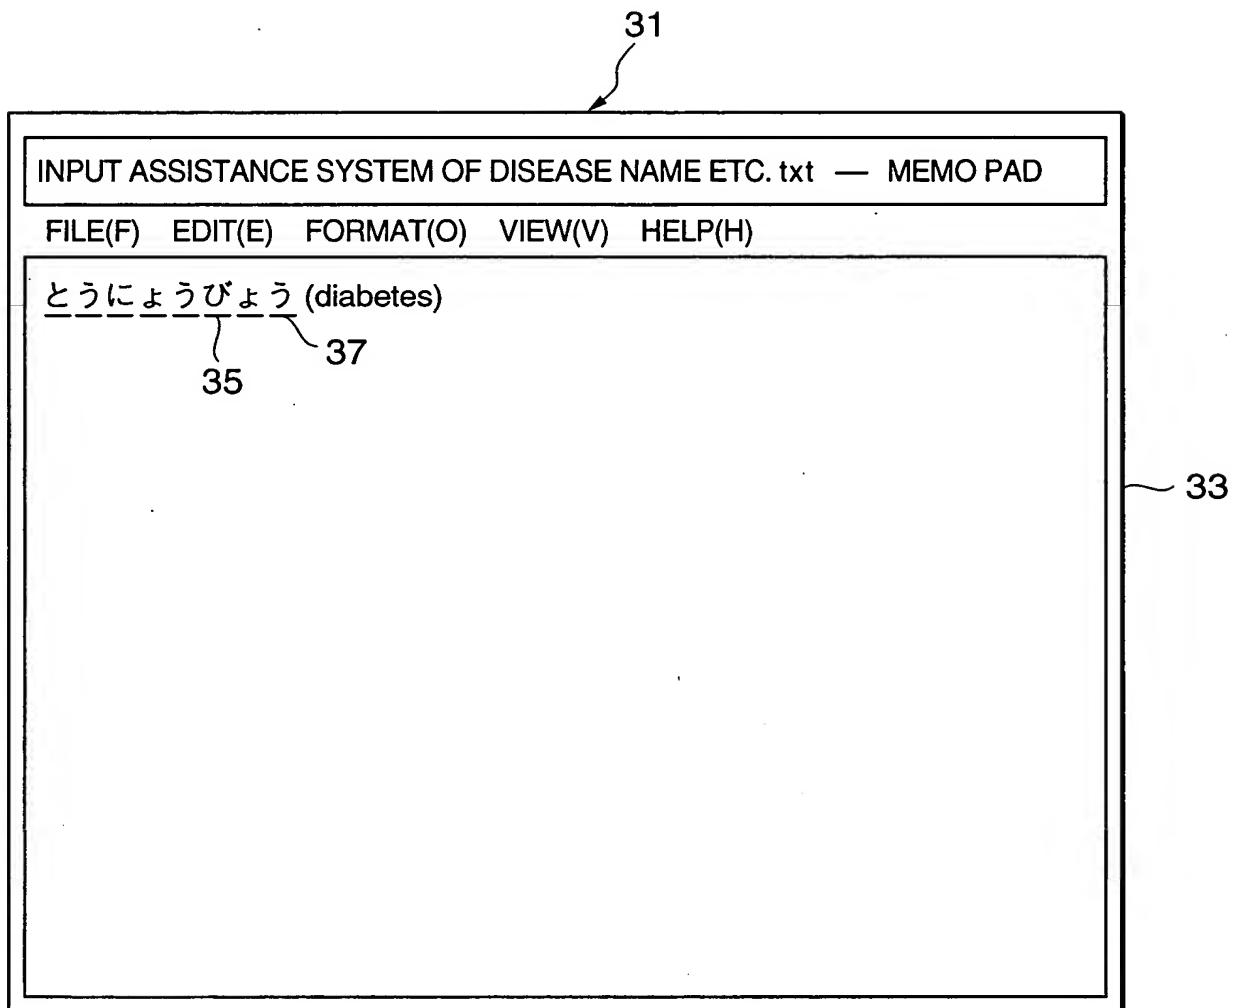 31
INPUT ASSISTANCE SYSTEM OF DISEASE NAME ETC. txt — MEMO PAD
FILE(F) EDIT(E) FORMAT(O) VIEW(V) HELP(H)
とうにょうびょう (diabetes)
37
35
33